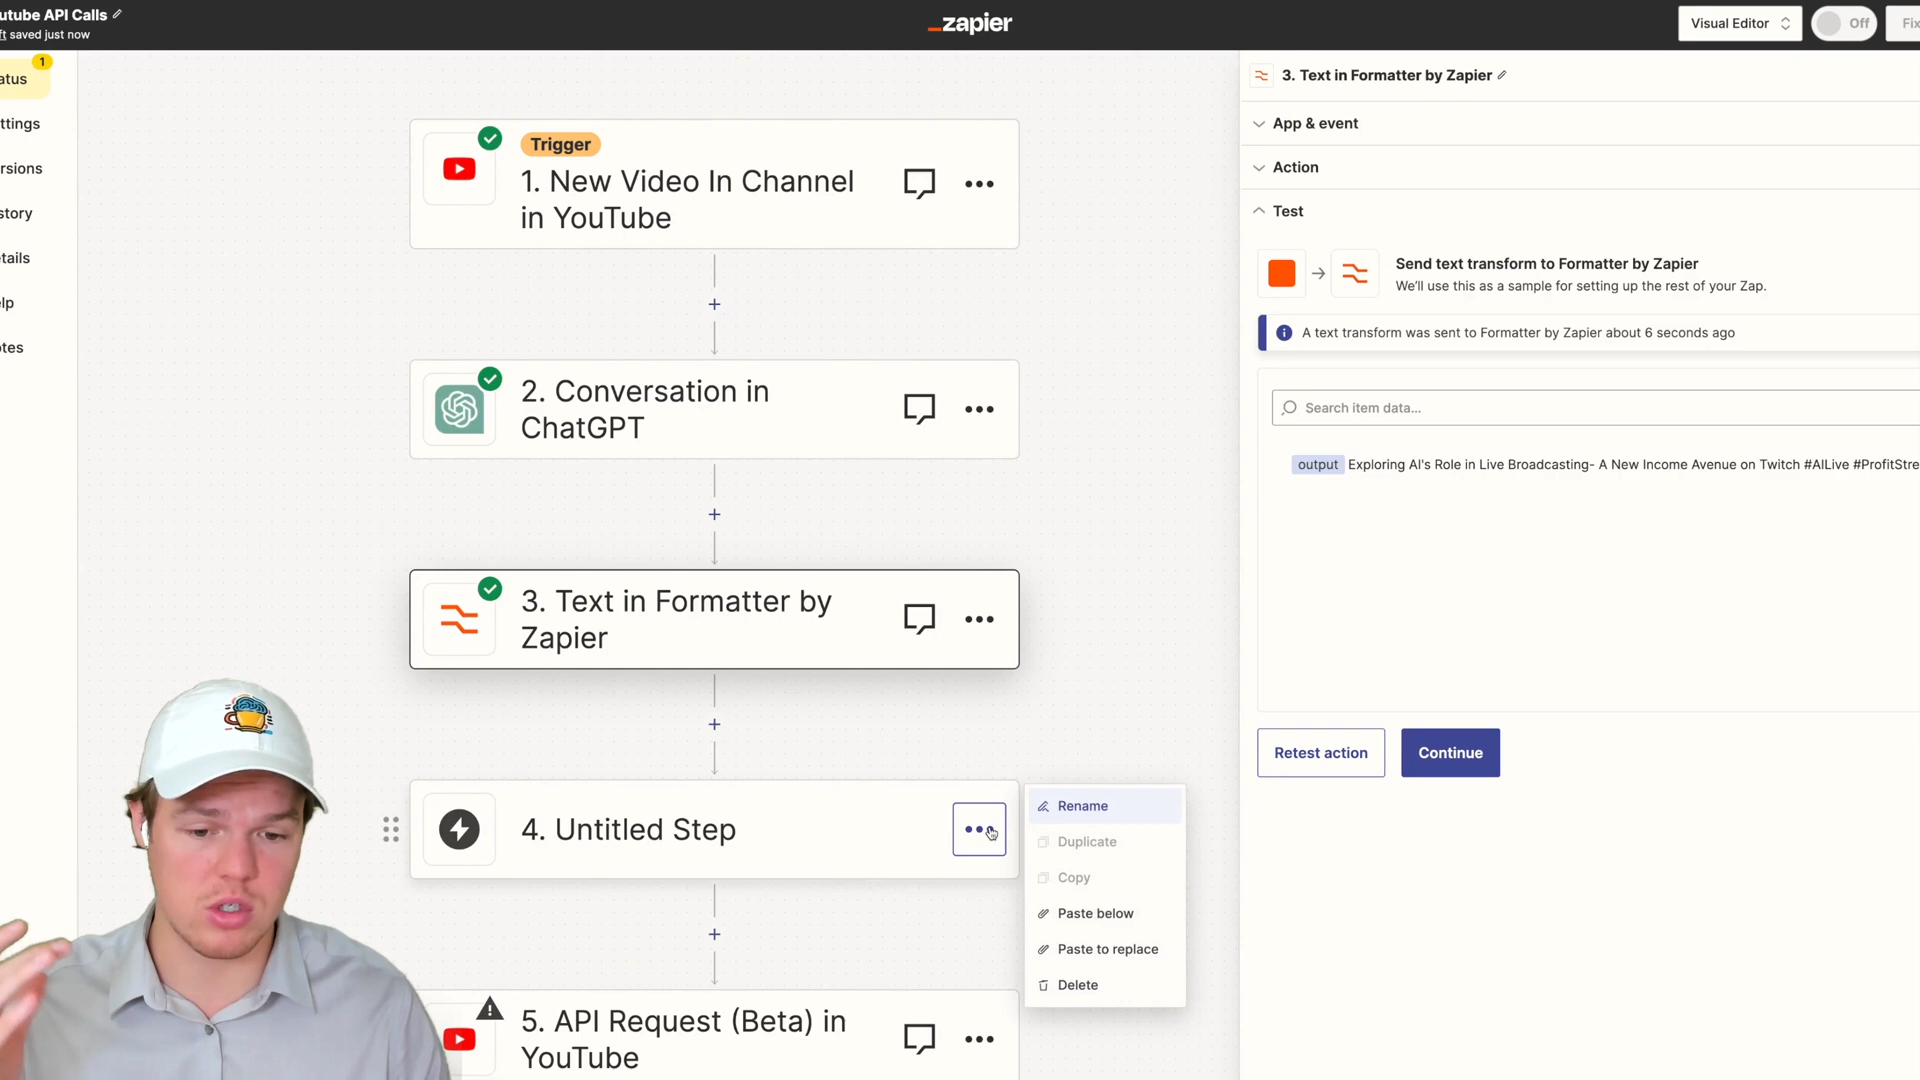 utube API Calls
ft saved just now
zapier
Visual Editor
Off
Fix
1
atus
ttings
rsions
story
etails
lp
otes
Trigger
1. New Video In Channel
in YouTube
2. Conversation in
ChatGPT
3. Text in Formatter by
Zapier
4. Untitled Step
5. API Request (Beta) in
YouTube
Rename
Duplicate
Copy
Paste below
Paste to replace
Delete
3. Text in Formatter by Zapier
App & event
Action
Test
Send text transform to Formatter by Zapier
We'll use this as a sample for setting up the rest of your Zap.
A text transform was sent to Formatter by Zapier about 6 seconds ago
Search item data...
output Exploring AI's Role in Live Broadcasting- A New Income Avenue on Twitch #AILive #ProfitStre
Retest action
Continue